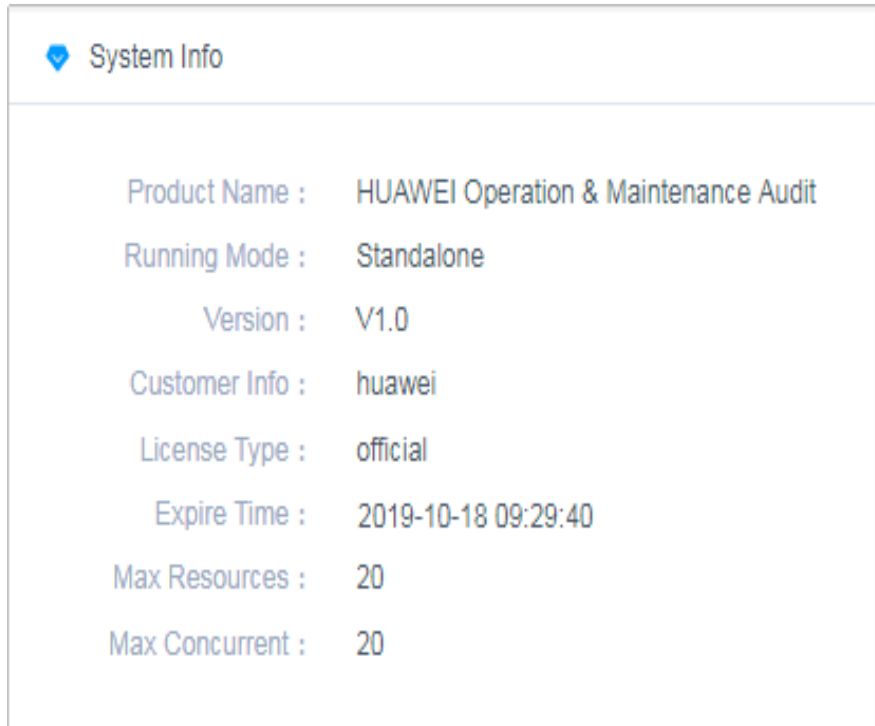 System Info
Product Name : HUAWEI Operation & Maintenance Audit
Running Mode : Standalone
Version : V1.0
Customer Info : huawei
License Type : official
Expire Time : 2019-10-18 09:29:40
Max Resources : 20
Max Concurrent : 20